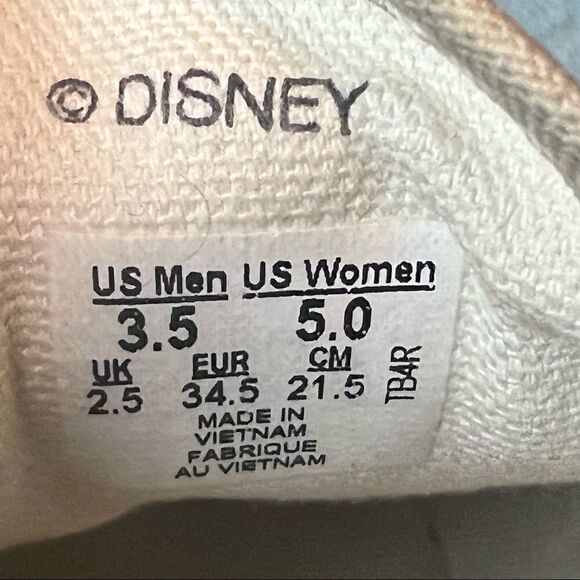 © DISNEY
US Men US Women
3.5 5.0
UK EUR CM
2.5 34.5 21.5
TB4R
MADE IN
VIETNAM
FABRIQUE
AU VIETNAM